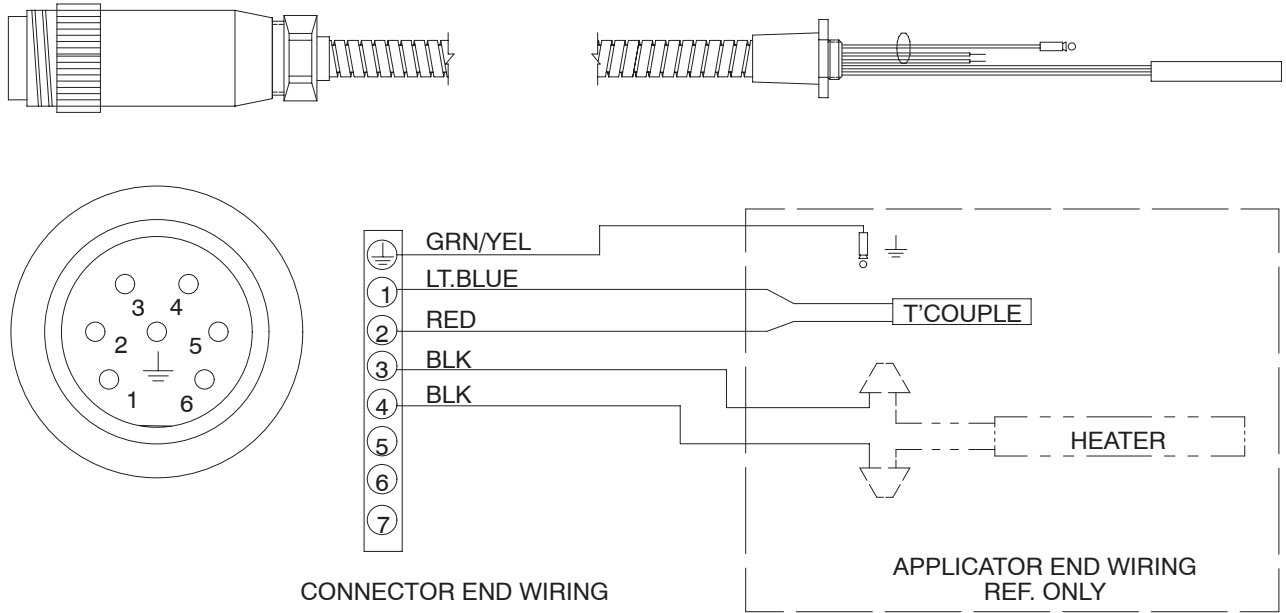 3 4
2 5
1 6
GRN/YEL
1 LT.BLUE
2 RED
T'COUPLE
3 BLK
4 BLK
5
HEATER
6
7
CONNECTOR END WIRING
APPLICATOR END WIRING
REF. ONLY